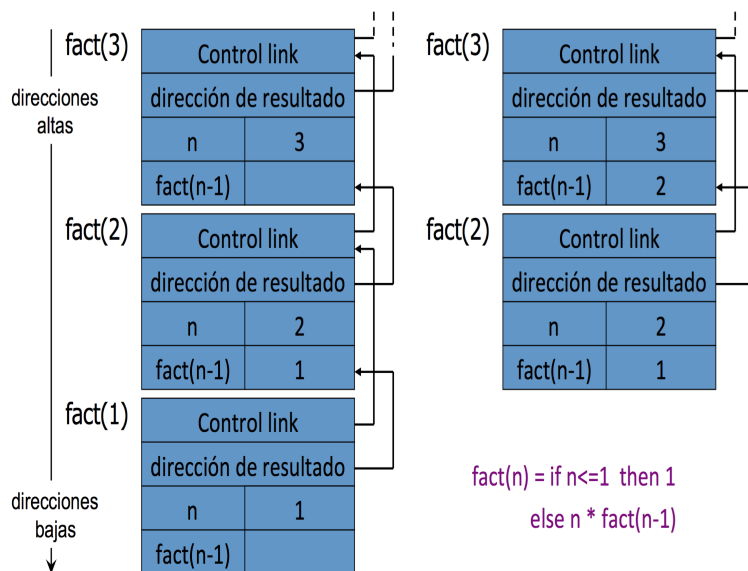 fact(3)
Control link
dirección de resultado
n 3
fact(n-1)
fact(2)
Control link
dirección de resultado
n 2
fact(n-1) 1
fact(1)
Control link
dirección de resultado
n 1
fact(n-1)
direcciones
altas
direcciones
bajas
fact(3)
Control link
dirección de resultado
n 3
fact(n-1) 2
fact(2)
Control link
dirección de resultado
n 2
fact(n-1) 1
fact(n) = if n<=1 then 1
else n * fact(n-1)